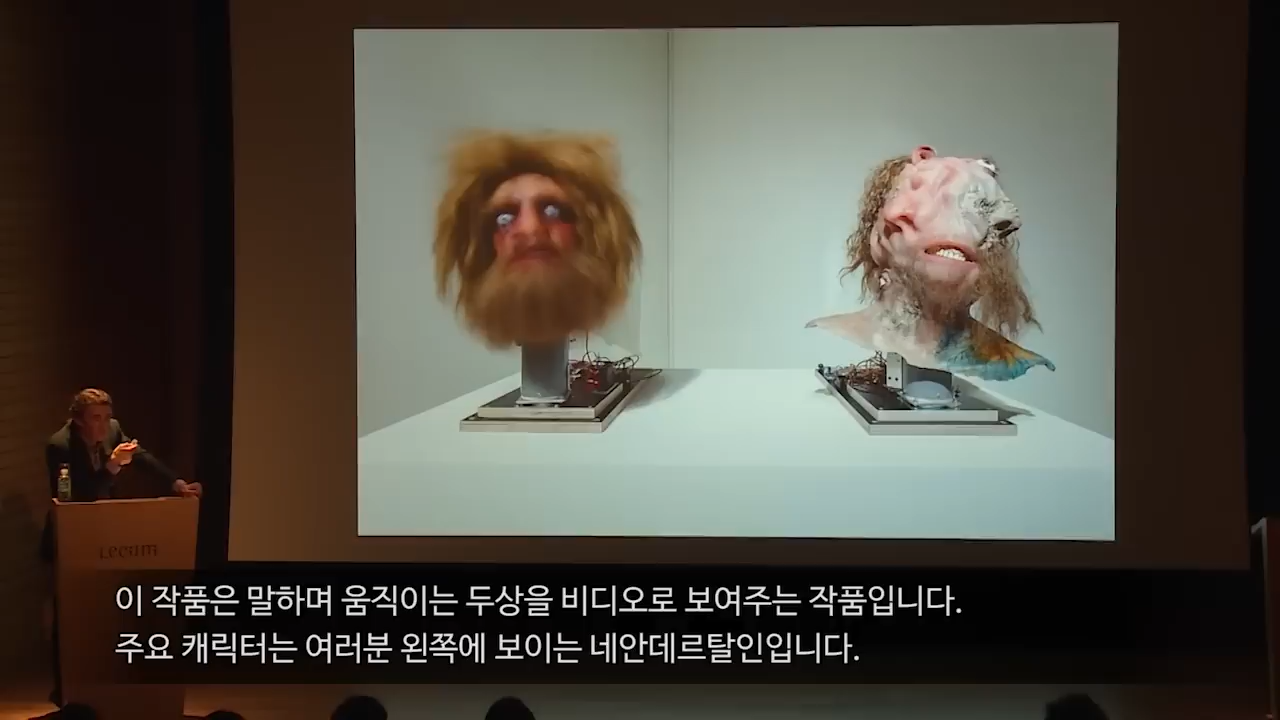 Leeum
이 작품은 말하며 움직이는 두상을 비디오로 보여주는 작품입니다.
주요 캐릭터는 여러분 왼쪽에 보이는 네안데르탈인입니다.